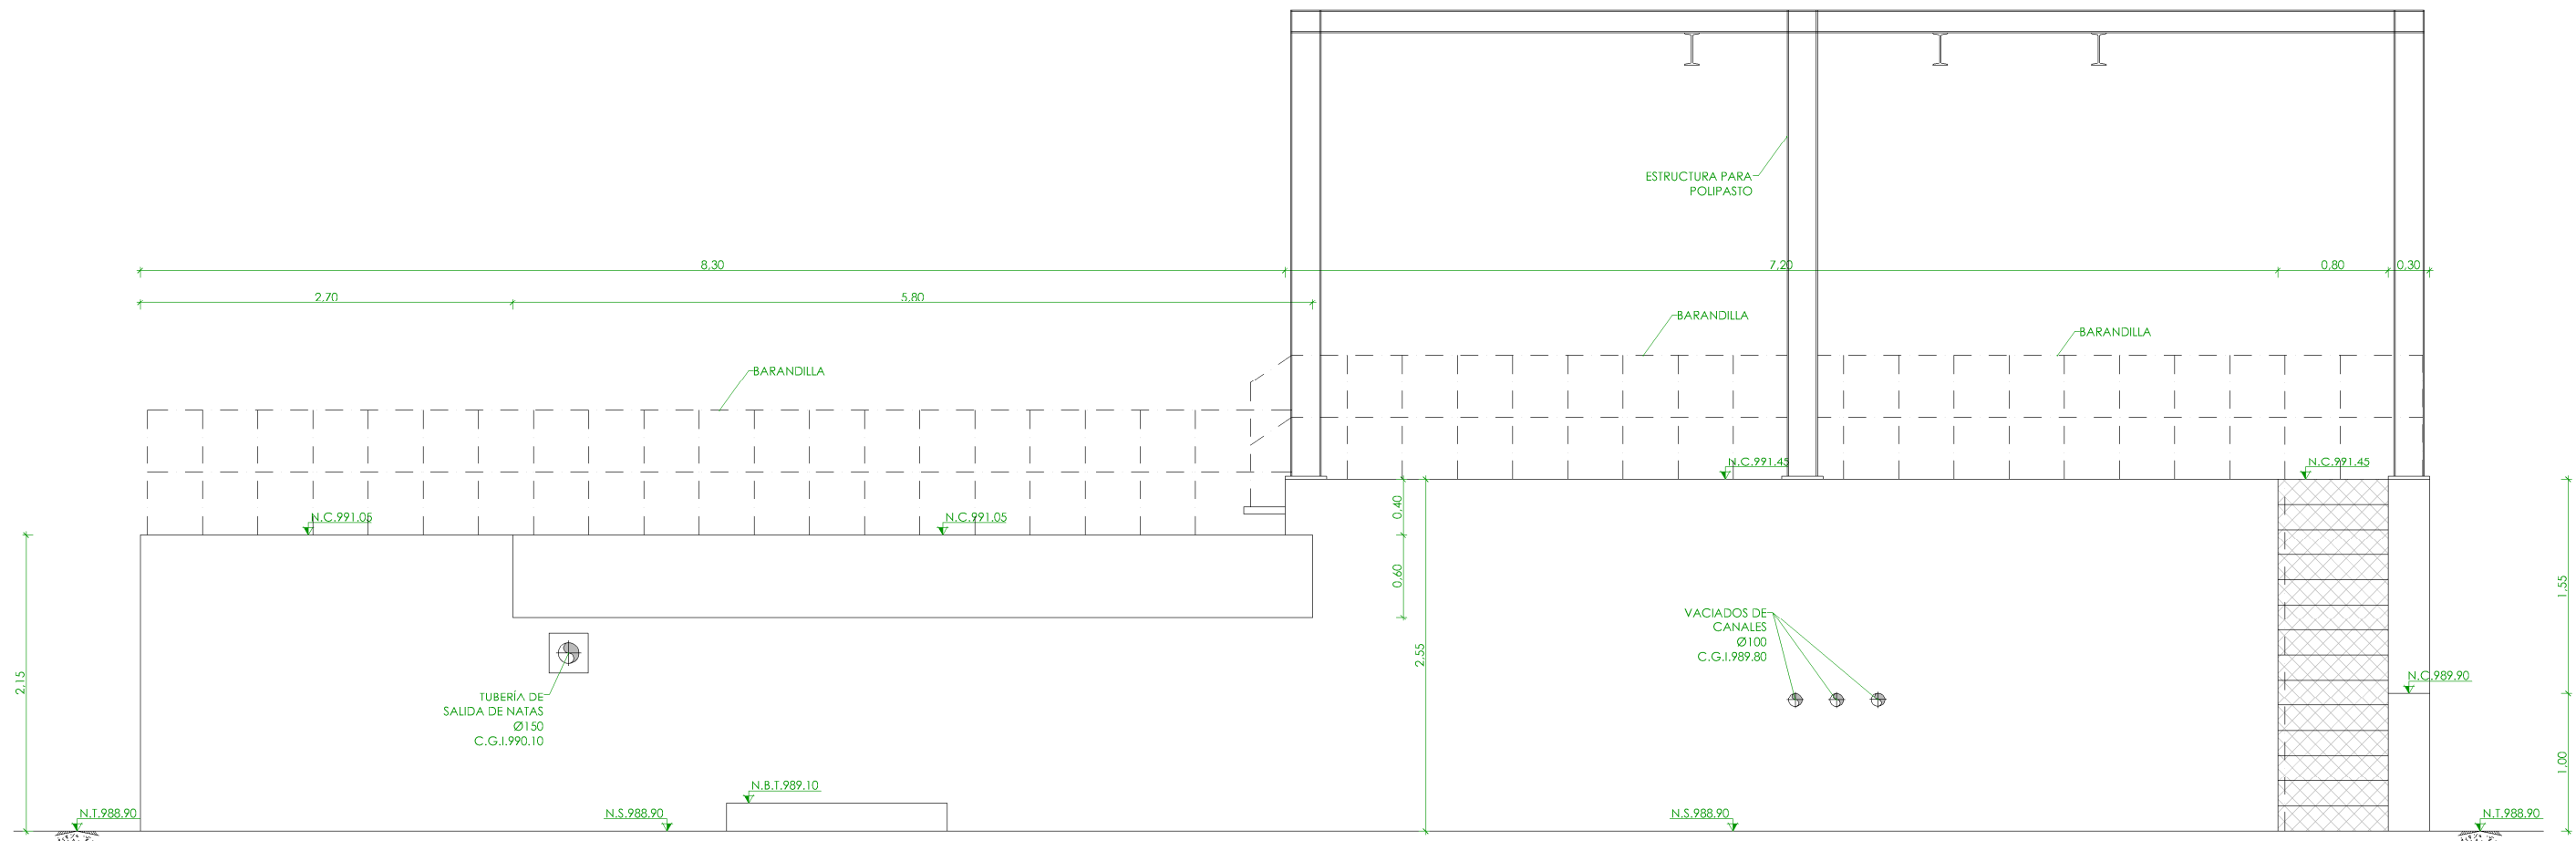 ESTRUCTURA PARA
POLIPASTO
8,30
7,20
0,80
0,30
2,70
5,80
BARANDILLA
BARANDILLA
BARANDILLA
N.C.991.45
N.C.991.45
N.C.991.05
N.C.991.05
0,40
0,60
2,55
2,15
1,55
1,00
VACIADOS DE
CANALES
Ø100
C.G.I.989.80
N.C.989.90
TUBERÍA DE
SALIDA DE NATAS
Ø150
C.G.I.990.10
N.B.T.989.10
N.T.988.90
N.S.988.90
N.S.988.90
N.T.988.90